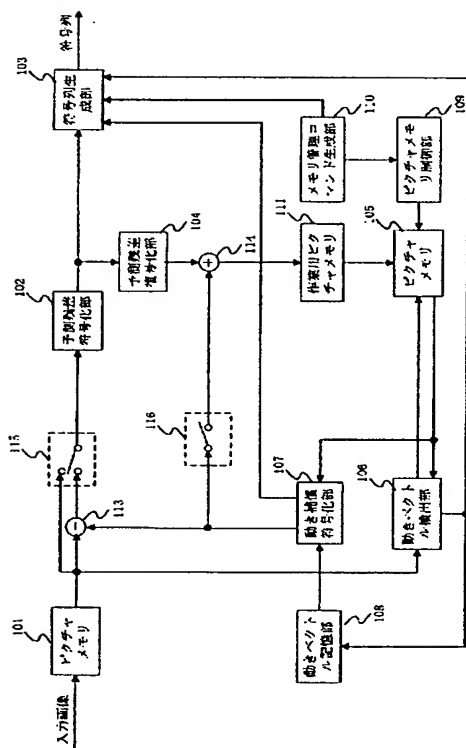 入力画像
101
ピクチャ
メモリ
113
115
102
予測残差
符号化部
103
符号列生
成部
符号列
104
予測残差
復号化部
114
116
110
メモリ管理コ
マンド生成部
109
ピクチャメモ
リ制御部
111
作業用ピク
チャメモリ
105
ピクチャ
メモリ
107
動き補償
符号化部
106
動きベクト
ル検出部
動きベクト
ル記憶部
108